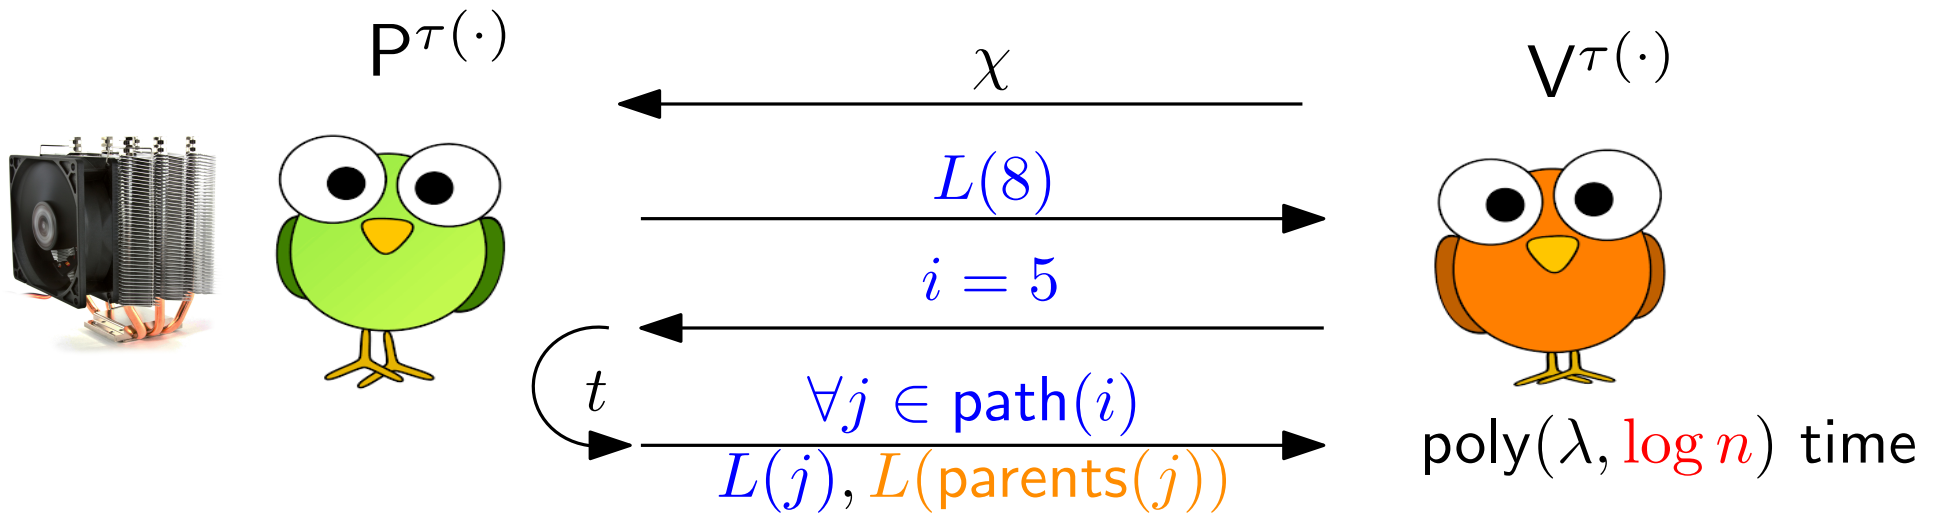 P^τ(·)
V^τ(·)
χ
L(8)
i = 5
t
∀j ∈ path(i)
L(j), L(parents(j))
poly(λ, log n) time